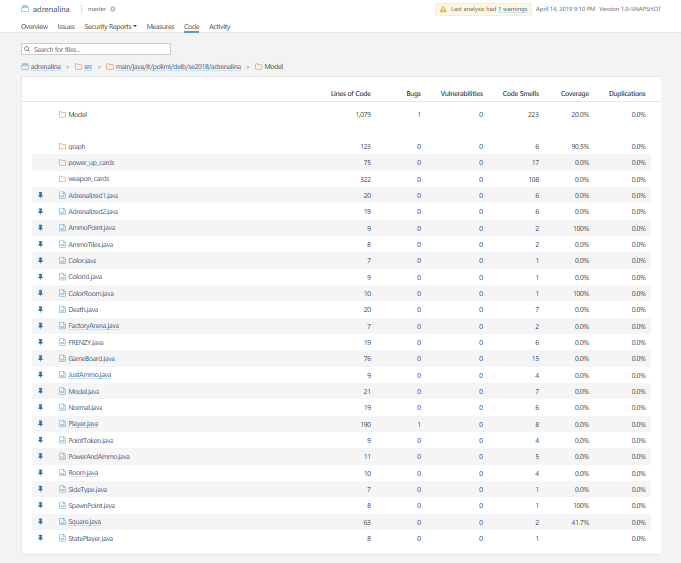 adrenalina master Last analysis had 1 warnings April 14, 2019 9:10 PM Version 1.0-SNAPSHOT
Overview Issues Security Reports Measures Code Activity
Search for files...
adrenalina > src > main/java/it/polimi/deib/se2018/adrenalina > Model
Lines of Code Bugs Vulnerabilities Code Smells Coverage Duplications
Model 1,079 1 0 223 20.0% 0.0%
graph 123 0 0 6 90.5% 0.0%
power_up_cards 75 0 0 17 0.0% 0.0%
weapon_cards 322 0 0 108 0.0% 0.0%
Adrenalized1.java 20 0 0 6 0.0% 0.0%
Adrenalized2.java 19 0 0 6 0.0% 0.0%
AmmoPoint.java 9 0 0 2 100% 0.0%
AmmoTiles.java 8 0 0 2 0.0% 0.0%
Color.java 7 0 0 1 0.0% 0.0%
ColorId.java 9 0 0 1 0.0% 0.0%
ColorRoom.java 10 0 0 1 100% 0.0%
Death.java 20 0 0 7 0.0% 0.0%
FactoryArena.java 7 0 0 2 0.0% 0.0%
FRENZY.java 19 0 0 6 0.0% 0.0%
GameBoard.java 76 0 0 15 0.0% 0.0%
JustAmmo.java 9 0 0 4 0.0% 0.0%
Model.java 21 0 0 7 0.0% 0.0%
Normal.java 19 0 0 6 0.0% 0.0%
Player.java 190 1 0 8 0.0% 0.0%
PointToken.java 9 0 0 4 0.0% 0.0%
PowerAndAmmo.java 11 0 0 5 0.0% 0.0%
Room.java 10 0 0 4 0.0% 0.0%
SideType.java 7 0 0 1 0.0% 0.0%
SpawnPoint.java 8 0 0 1 100% 0.0%
Square.java 63 0 0 2 41.7% 0.0%
StatePlayer.java 8 0 0 1 0.0%